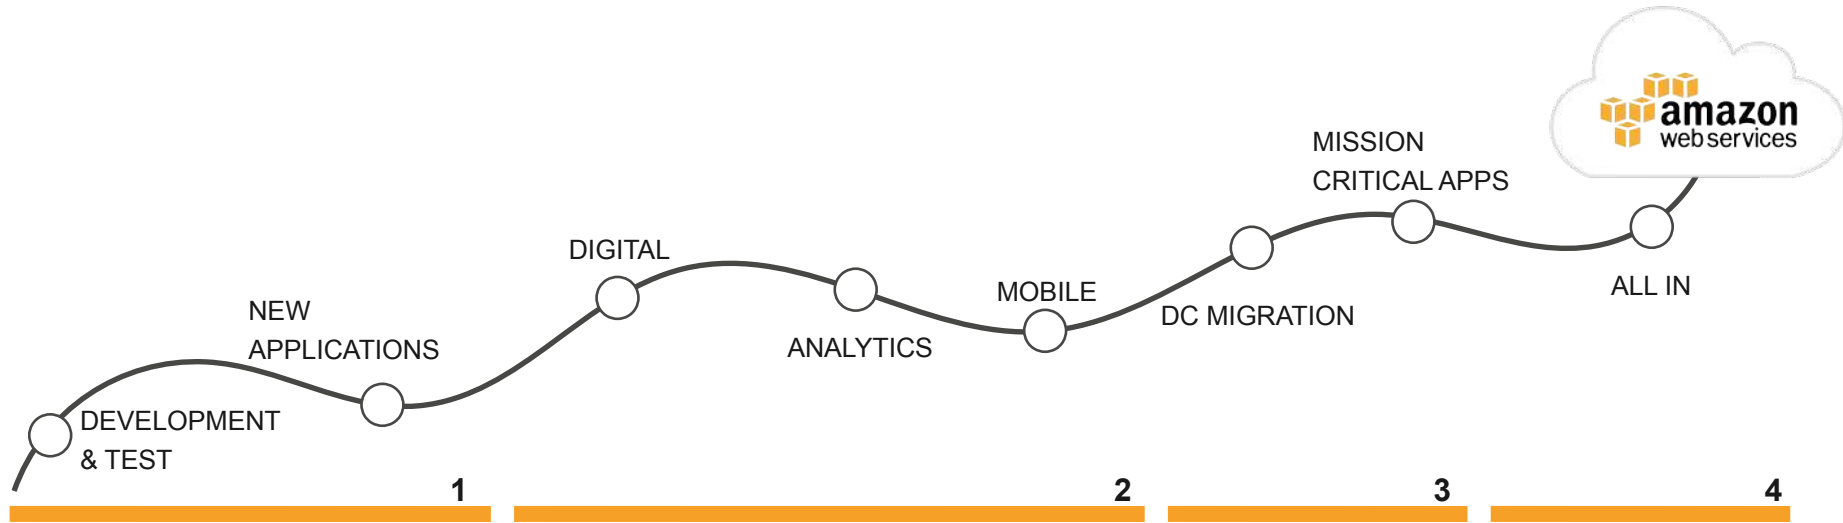 amazon
web services
MISSION
CRITICAL APPS
DIGITAL
ALL IN
MOBILE
NEW
APPLICATIONS
DC MIGRATION
ANALYTICS
DEVELOPMENT
& TEST
1
2
3
4